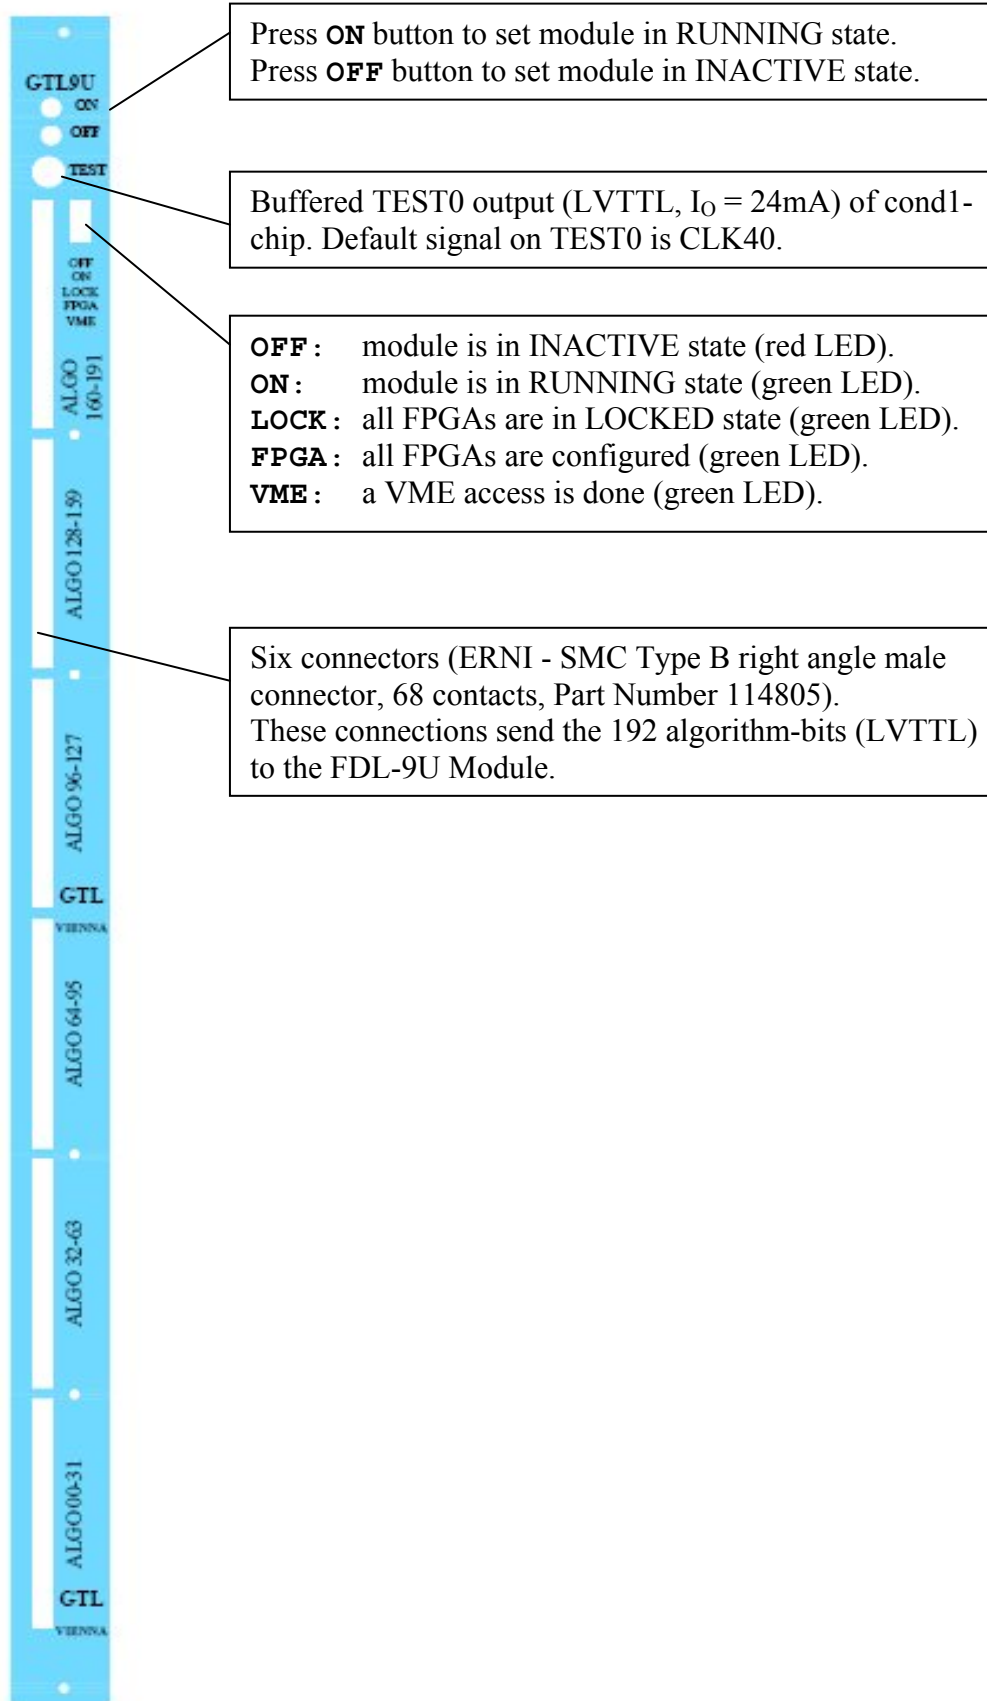 Press ON button to set module in RUNNING state.
Press OFF button to set module in INACTIVE state.
GTL9U
ON
OFF
TEST
Buffered TEST0 output (LVTTL, IO = 24mA) of cond1-
chip. Default signal on TEST0 is CLK40.
OFF
ON
LOCK
FPGA
VME
OFF: module is in INACTIVE state (red LED).
ON: module is in RUNNING state (green LED).
LOCK: all FPGAs are in LOCKED state (green LED).
FPGA: all FPGAs are configured (green LED).
VME: a VME access is done (green LED).
ALGO
160-191
ALGO 128-159
Six connectors (ERNI - SMC Type B right angle male
connector, 68 contacts, Part Number 114805).
These connections send the 192 algorithm-bits (LVTTL)
to the FDL-9U Module.
ALGO 96-127
GTL
VIENNA
ALGO 64-95
ALGO 32-63
ALGO 00-31
GTL
VIENNA